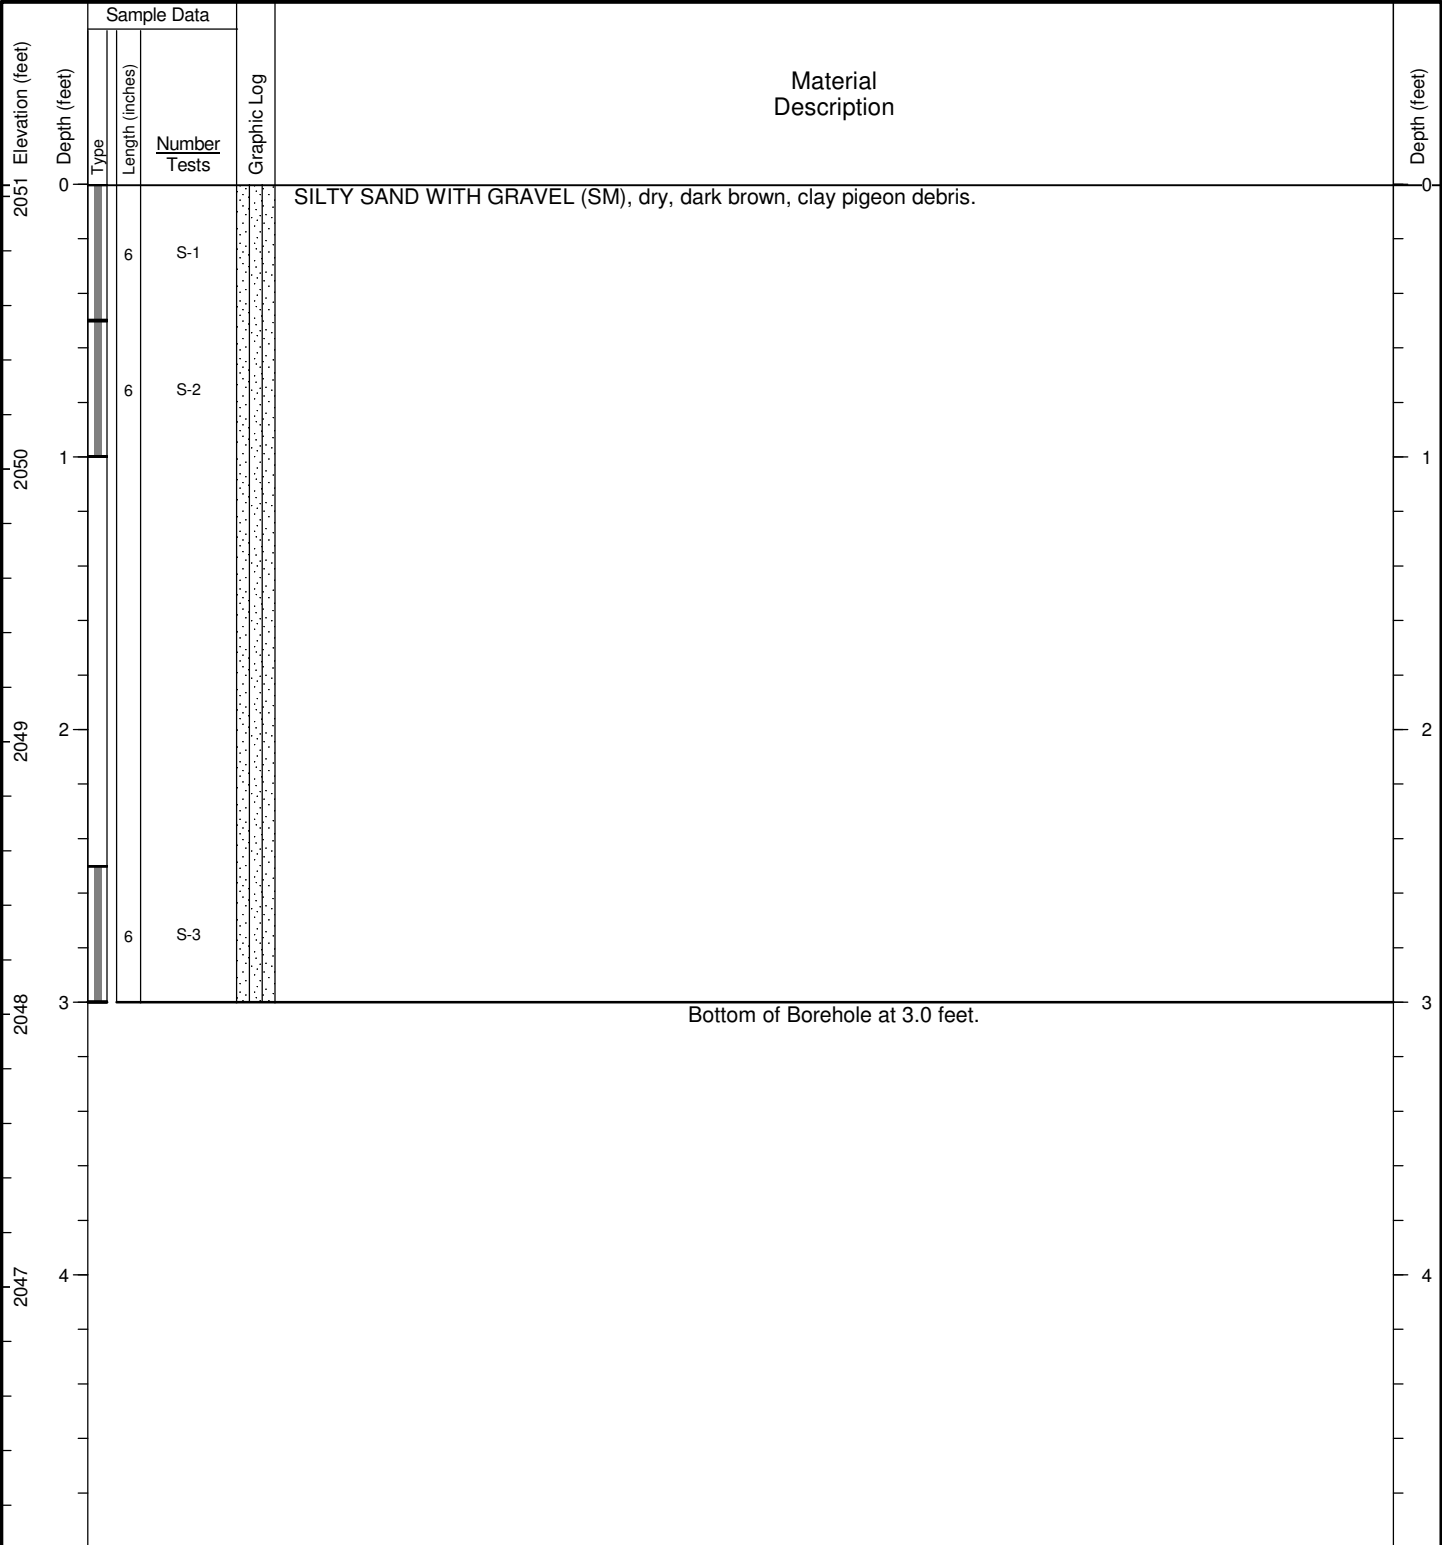 Sample Data
Elevation (feet)
Depth (feet)
Type
Length (inches)
Number
Tests
Graphic Log
Material
Description
Depth (feet)
2051
0
0
SILTY SAND WITH GRAVEL (SM), dry, dark brown, clay pigeon debris.
6
S-1
6
S-2
2050
1
1
2049
2
2
6
S-3
2048
3
3
Bottom of Borehole at 3.0 feet.
2047
4
4